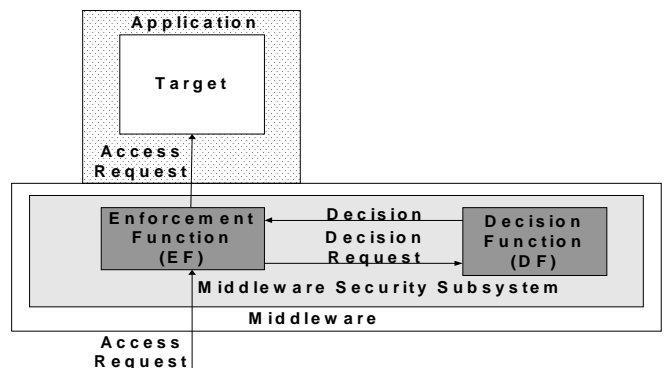 Application
Target
Access
Request
Enforcement
Function
(EF)
Decision
Decision
Request
Decision
Function
(DF)
Middleware Security Subsystem
Middleware
Access
Request